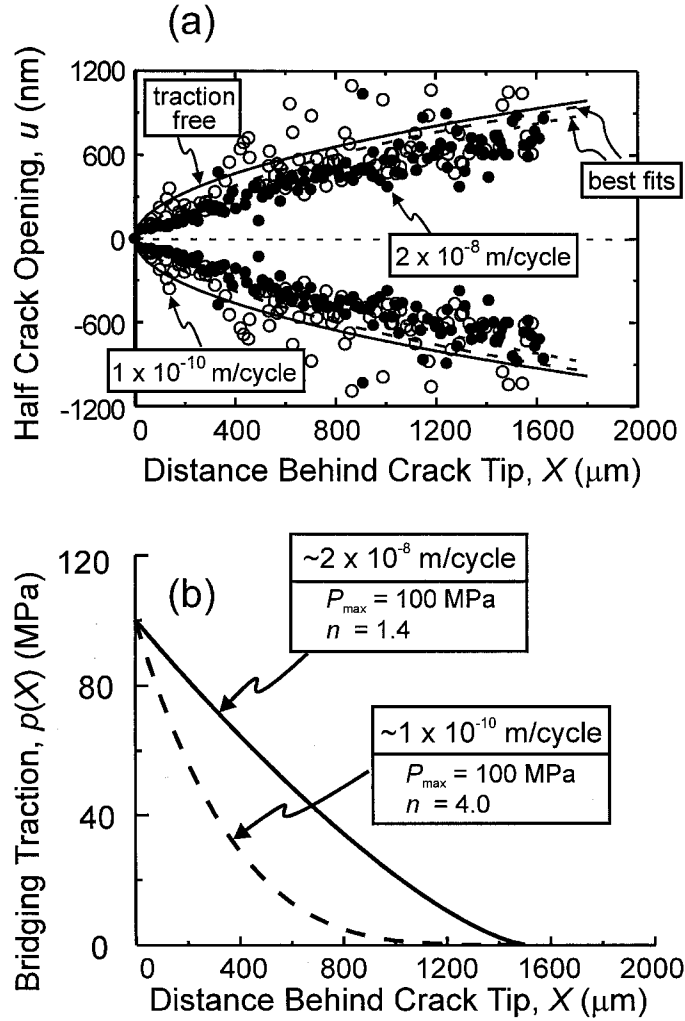 (a)
Half Crack Opening, u (nm)
1200
600
0
-600
-1200
traction
free
best fits
2 x 10⁻⁸ m/cycle
1 x 10⁻¹⁰ m/cycle
0 400 800 1200 1600 2000
Distance Behind Crack Tip, X (μm)
(b)
Bridging Traction, p(X) (MPa)
120
80
40
0
~2 x 10⁻⁸ m/cycle
Pmax = 100 MPa
n = 1.4
~1 x 10⁻¹⁰ m/cycle
Pmax = 100 MPa
n = 4.0
0 400 800 1200 1600 2000
Distance Behind Crack Tip, X (μm)